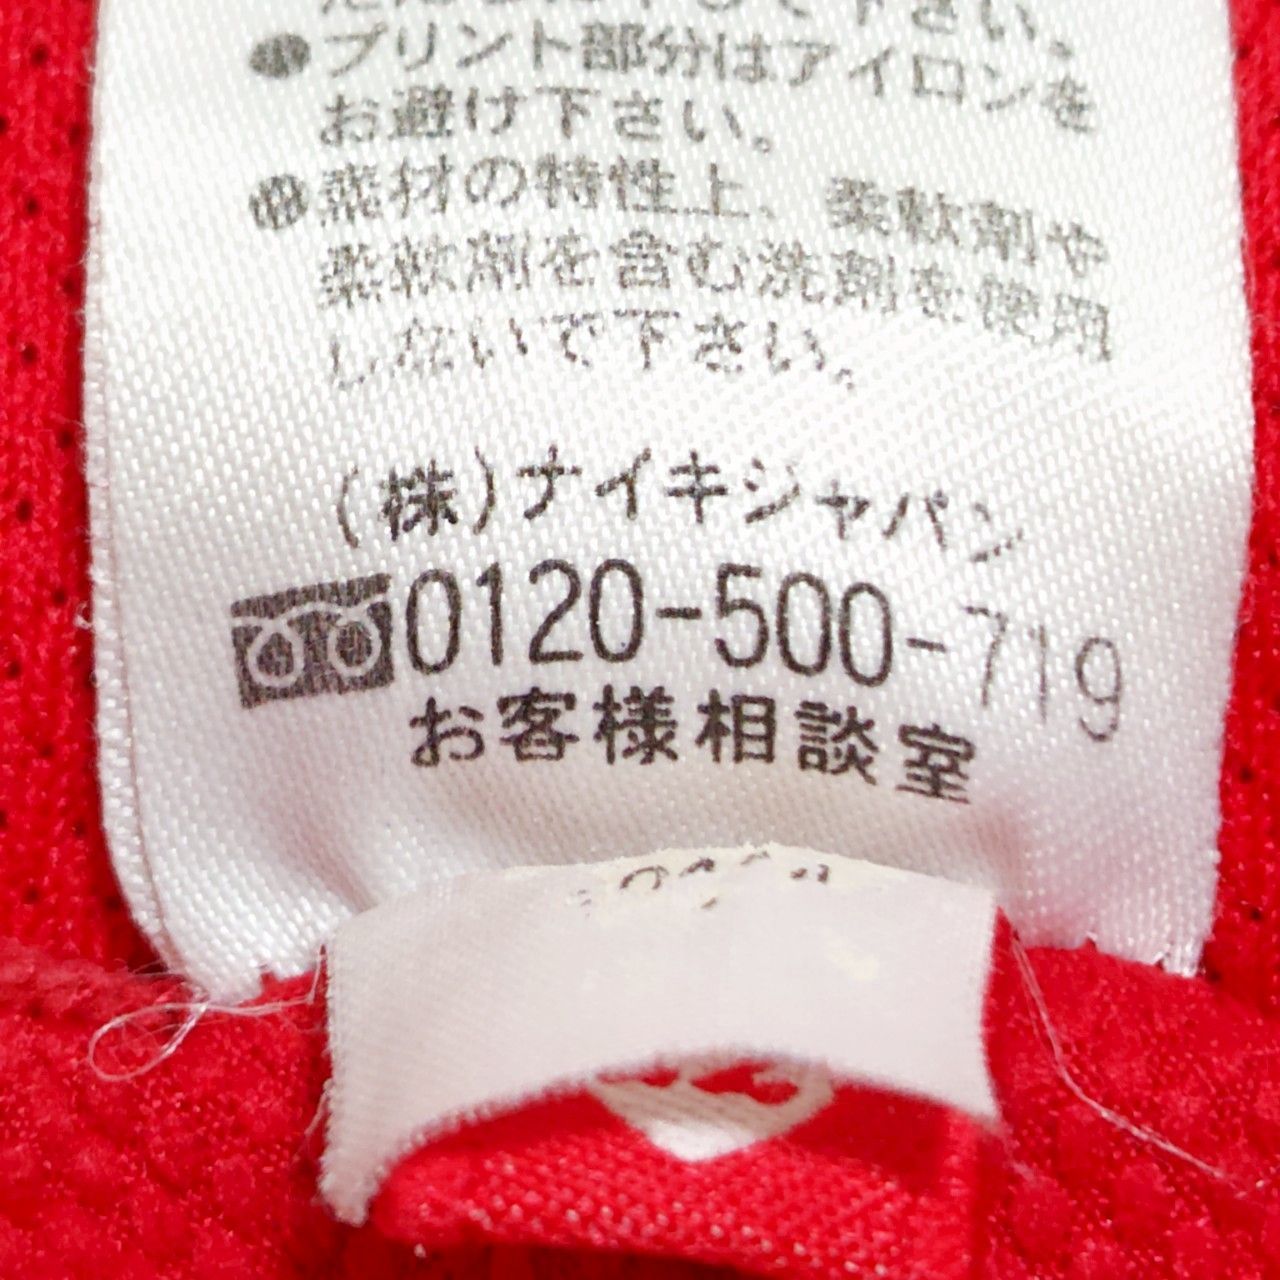 下さい。
●プリント部分はアイロンを
お避け下さい。
●素材の特性上、柔軟剤や
柔軟剤を含む洗剤を使用
しないで下さい。
(株)ナイキジャパン
0120-500-719
お客様相談室